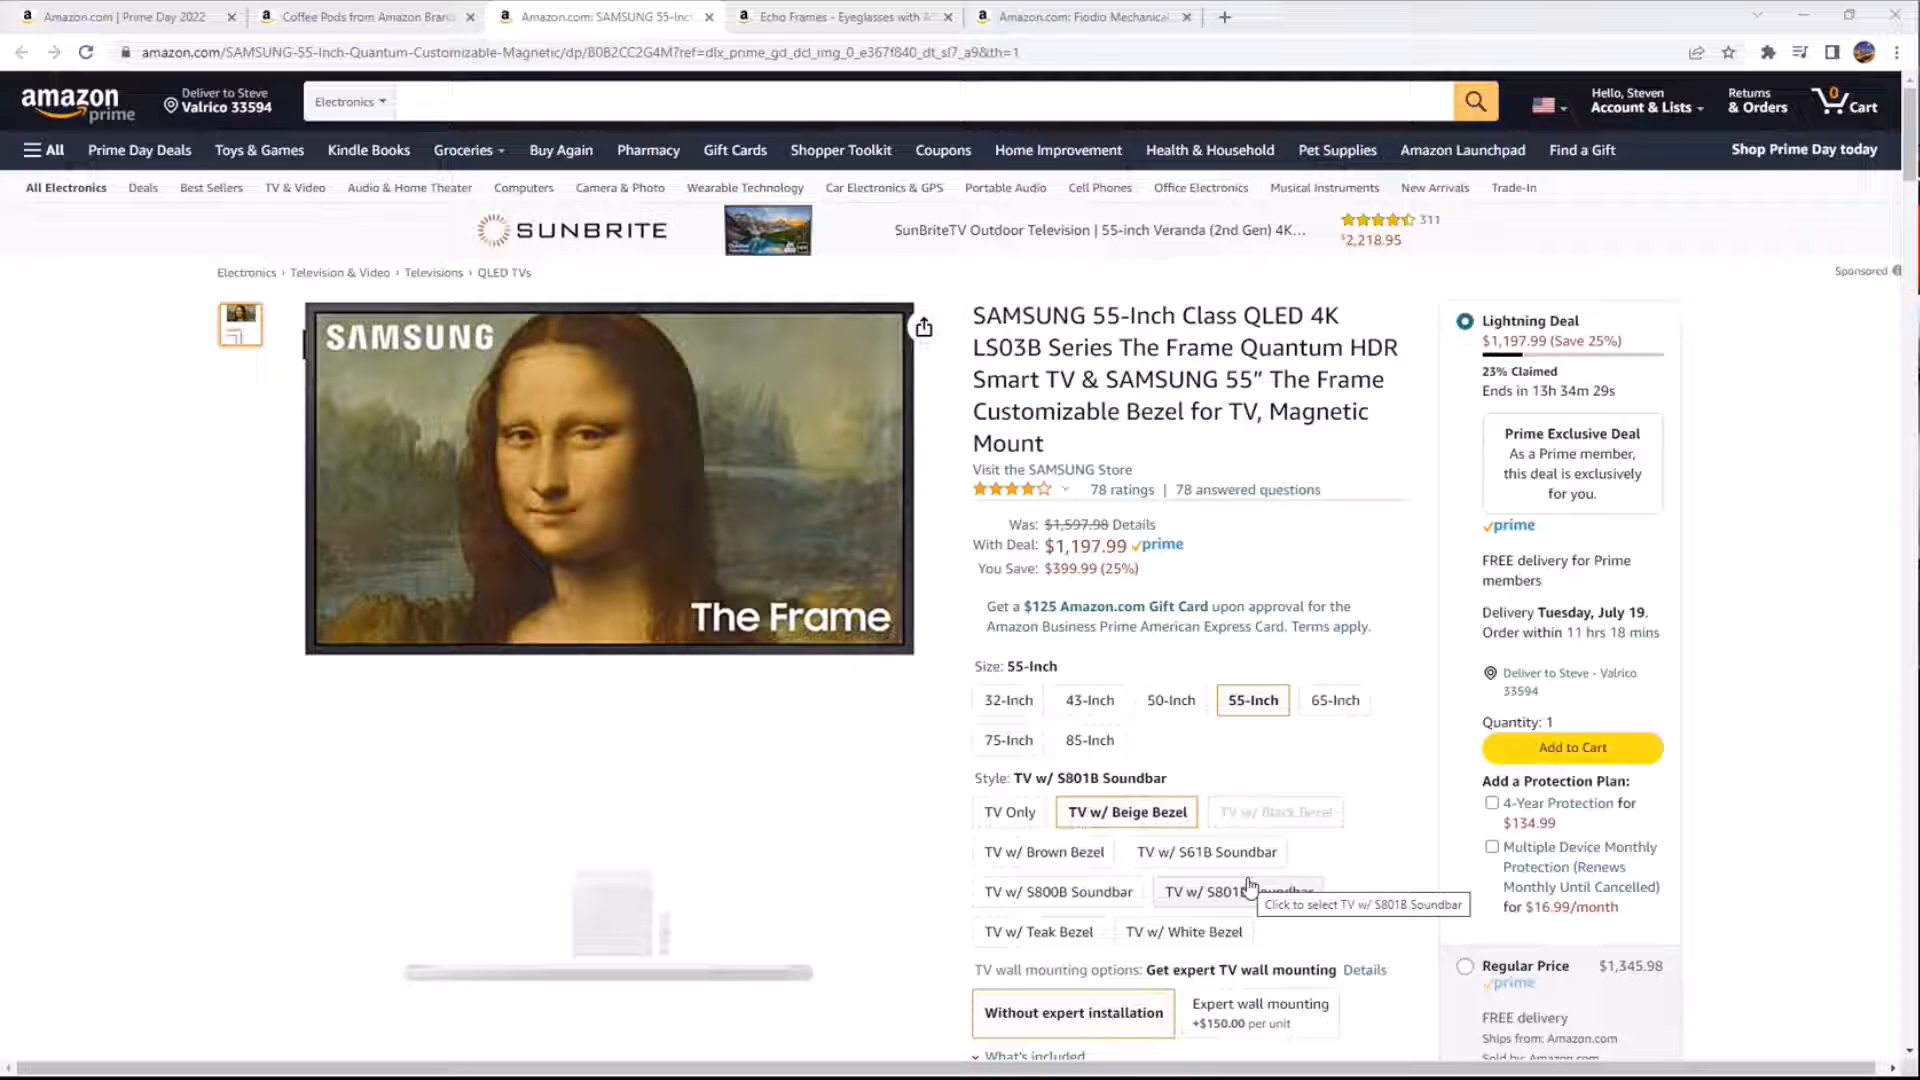 Amazon.com | Prime Day 2022
Coffee Pods from Amazon Bran
Amazon.com: SAMSUNG 55-Inc
Echo Frames - Eyeglasses with A
Amazon.com: Fiodio Mechanical
amazon.com/SAMSUNG-55-Inch-Quantum-Customizable-Magnetic/dp/B0B2CC2G4M?ref=dlx_prime_gd_dcl_img_0_e367f840_dt_sl7_a9&th=1
amazon prime
Deliver to Steve
Valrico 33594
Electronics
Hello, Steven
Account & Lists
Returns
& Orders
0
Cart
All Prime Day Deals Toys & Games Kindle Books Groceries Buy Again Pharmacy Gift Cards Shopper Toolkit Coupons Home Improvement Health & Household Pet Supplies Amazon Launchpad Find a Gift Shop Prime Day today
All Electronics Deals Best Sellers TV & Video Audio & Home Theater Computers Camera & Photo Wearable Technology Car Electronics & GPS Portable Audio Cell Phones Office Electronics Musical Instruments New Arrivals Trade-In
SUNBRITE
SunBriteTV Outdoor Television | 55-inch Veranda (2nd Gen) 4K...
311
$2,218.95
Electronics › Television & Video › Televisions › QLED TVs
Sponsored
SAMSUNG
The Frame
SAMSUNG 55-Inch Class QLED 4K
LS03B Series The Frame Quantum HDR
Smart TV & SAMSUNG 55” The Frame
Customizable Bezel for TV, Magnetic
Mount
Visit the SAMSUNG Store
78 ratings | 78 answered questions
Was: $1,597.98 Details
With Deal: $1,197.99 prime
You Save: $399.99 (25%)
Get a $125 Amazon.com Gift Card upon approval for the
Amazon Business Prime American Express Card. Terms apply.
Size: 55-Inch
32-Inch 43-Inch 50-Inch 55-Inch 65-Inch
75-Inch 85-Inch
Style: TV w/ S801B Soundbar
TV Only TV w/ Beige Bezel TV w/ Black Bezel
TV w/ Brown Bezel TV w/ S61B Soundbar
TV w/ S800B Soundbar TV w/ S801B Soundbar
Click to select TV w/ S801B Soundbar
TV w/ Teak Bezel TV w/ White Bezel
TV wall mounting options: Get expert TV wall mounting Details
Without expert installation
Expert wall mounting
+$150.00 per unit
What's included
Lightning Deal
$1,197.99 (Save 25%)
23% Claimed
Ends in 13h 34m 29s
Prime Exclusive Deal
As a Prime member,
this deal is exclusively
for you.
prime
FREE delivery for Prime
members
Delivery Tuesday, July 19.
Order within 11 hrs 18 mins
Deliver to Steve - Valrico
33594
Quantity: 1
Add to Cart
Add a Protection Plan:
4-Year Protection for
$134.99
Multiple Device Monthly
Protection (Renews
Monthly Until Cancelled)
for $16.99/month
Regular Price $1,345.98
prime
FREE delivery
Ships from: Amazon.com
Sold by: Amazon.com